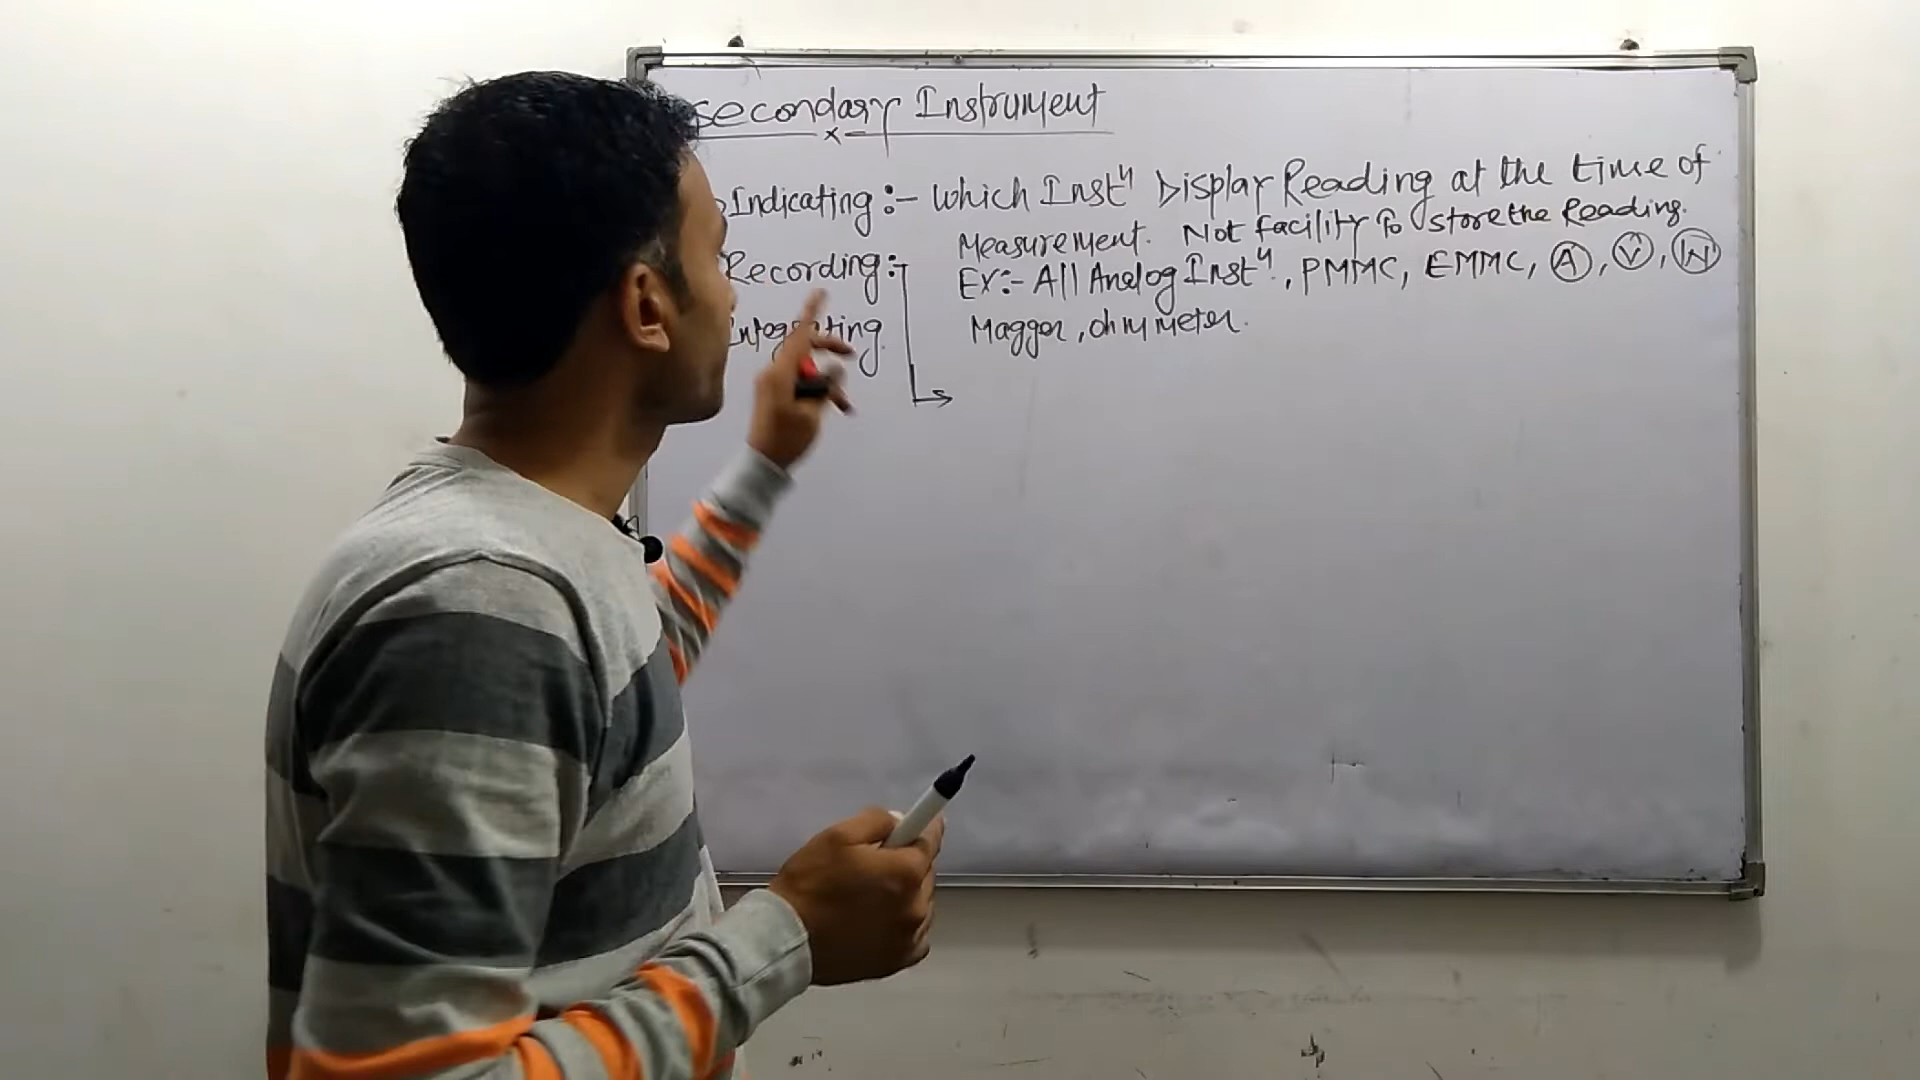 secondary Instrument
Indicating :- Which Instⁿ Display Reading at the time of
Measurement. Not facility To store the Reading.
Recording :-
Ex:- All Analog Instⁿ, PMMC, EMMC, A, V, W
Integrating
Magger, ohmmeter.